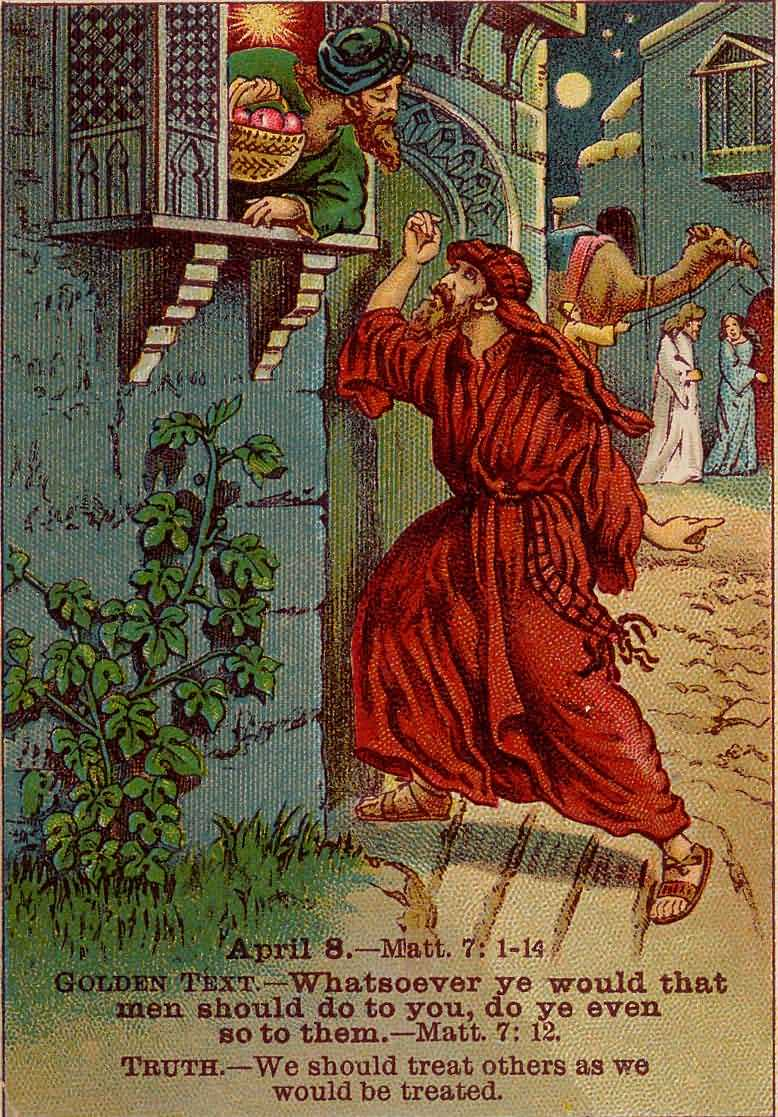 April 8.—Matt. 7: 1-14
GOLDEN TEXT.—Whatsoever ye would that
men should do to you, do ye even
so to them.—Matt. 7: 12.
TRUTH.—We should treat others as we
would be treated.